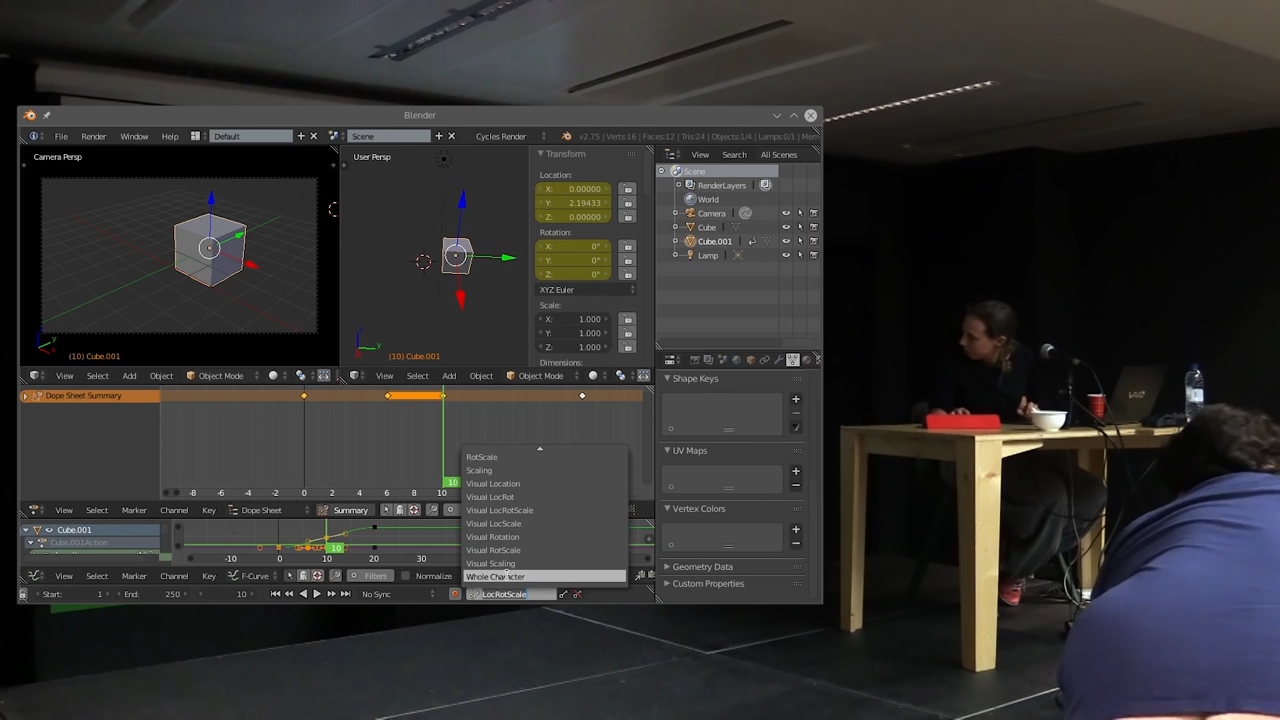 Blender
File Render Window Help Default Scene Cycles Render v2.75 | Verts:16 | Faces:12 | Tris:24 | Objects:1/4 | Lamps:0/1 | Mem
Camera Persp
(10) Cube.001
View Select Add Object Object Mode
User Persp
(10) Cube.001
View Select Add Object Object Mode
Transform
Location:
X: 0.00000
Y: 2.19433
Z: 0.00000
Rotation:
X: 0°
Y: 0°
Z: 0°
XYZ Euler
Scale:
X: 1.000
Y: 1.000
Z: 1.000
Dimensions:
View Search All Scenes
Scene
RenderLayers
World
Camera
Cube
Cube.001
Lamp
Shape Keys
UV Maps
Vertex Colors
Geometry Data
Custom Properties
Dope Sheet Summary
10
-8 -6 -4 -2 0 2 4 6 8 10
View Select Marker Channel Key Dope Sheet Summary
Cube.001
Cube.001Action
10
-10 0 10 20 30
View Select Marker Channel Key F-Curve Filters Normalize
RotScale
Scaling
Visual Location
Visual LocRot
Visual LocRotScale
Visual LocScale
Visual Rotation
Visual RotScale
Visual Scaling
Whole Character
Start: 1 End: 250 10 No Sync LocRotScale
VAIO